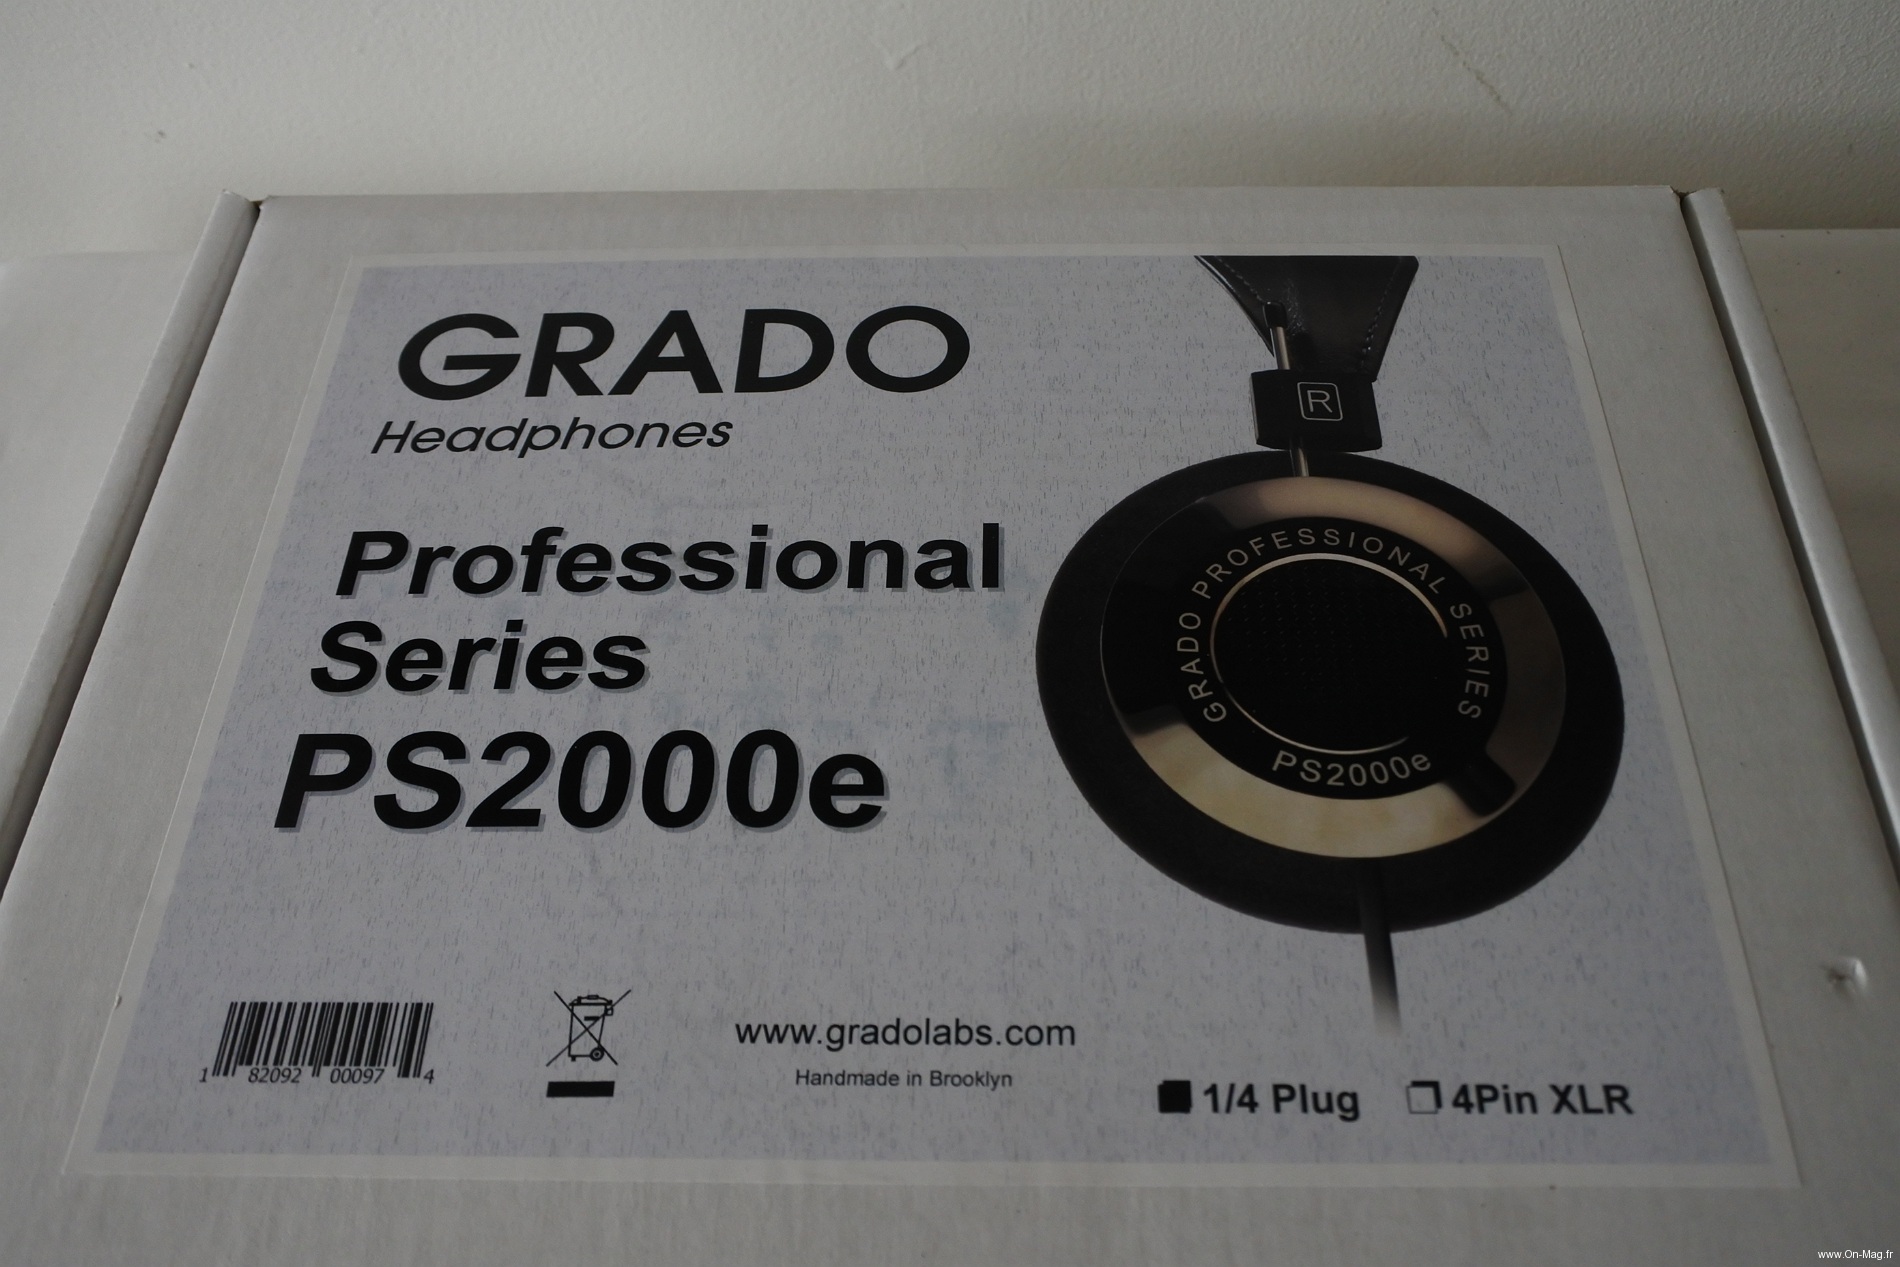 GRADO
Headphones
Professional
Series
PS2000e
R
GRADO PROFESSIONAL SERIES
PS2000e
1 82092 00097 4
www.gradolabs.com
Handmade in Brooklyn
1/4 Plug
4Pin XLR
www.On-Mag.fr